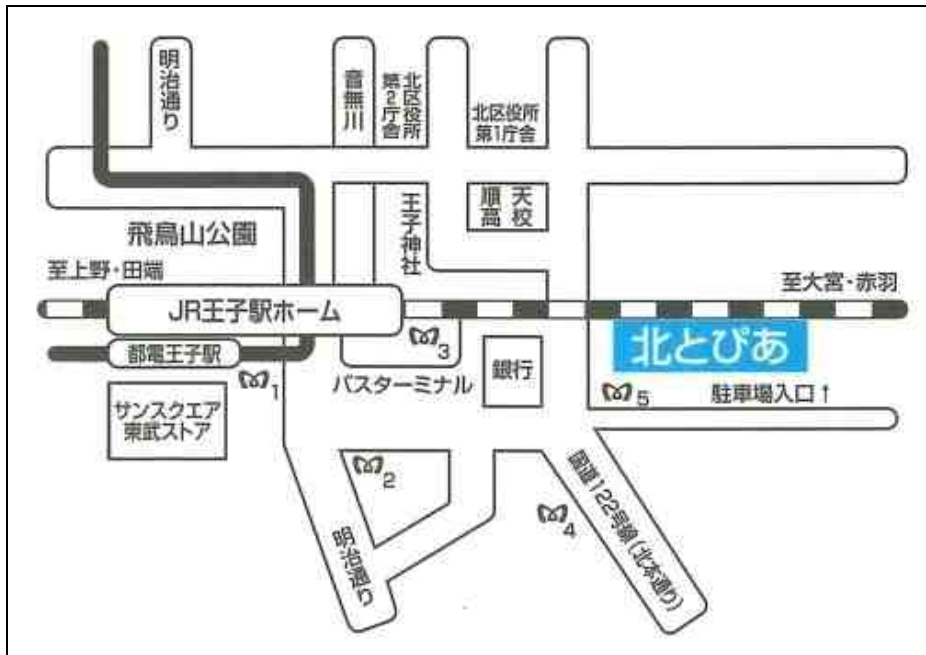 明治通り
音無川
北区役所
第2庁舎
北区役所
第1庁舎
順天
高校
王子神社
飛鳥山公園
至上野・田端
至大宮・赤羽
JR王子駅ホーム
北とぴあ
都電王子駅
3
銀行
1
バスターミナル
5
駐車場入口↑
サンスクエア
東武ストア
2
4
国道122号線(北本通り)
明治通り